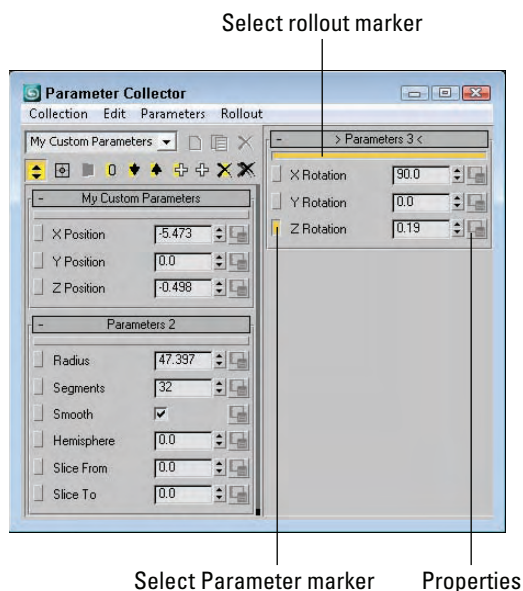 Select rollout marker
Parameter Collector
Collection Edit Parameters Rollout
My Custom Parameters
0
- My Custom Parameters
X Position -5.473
Y Position 0.0
Z Position -0.498
- Parameters 2
Radius 47.397
Segments 32
Smooth
Hemisphere 0.0
Slice From 0.0
Slice To 0.0
- > Parameters 3 <
X Rotation 90.0
Y Rotation 0.0
Z Rotation 0.19
Select Parameter marker Properties